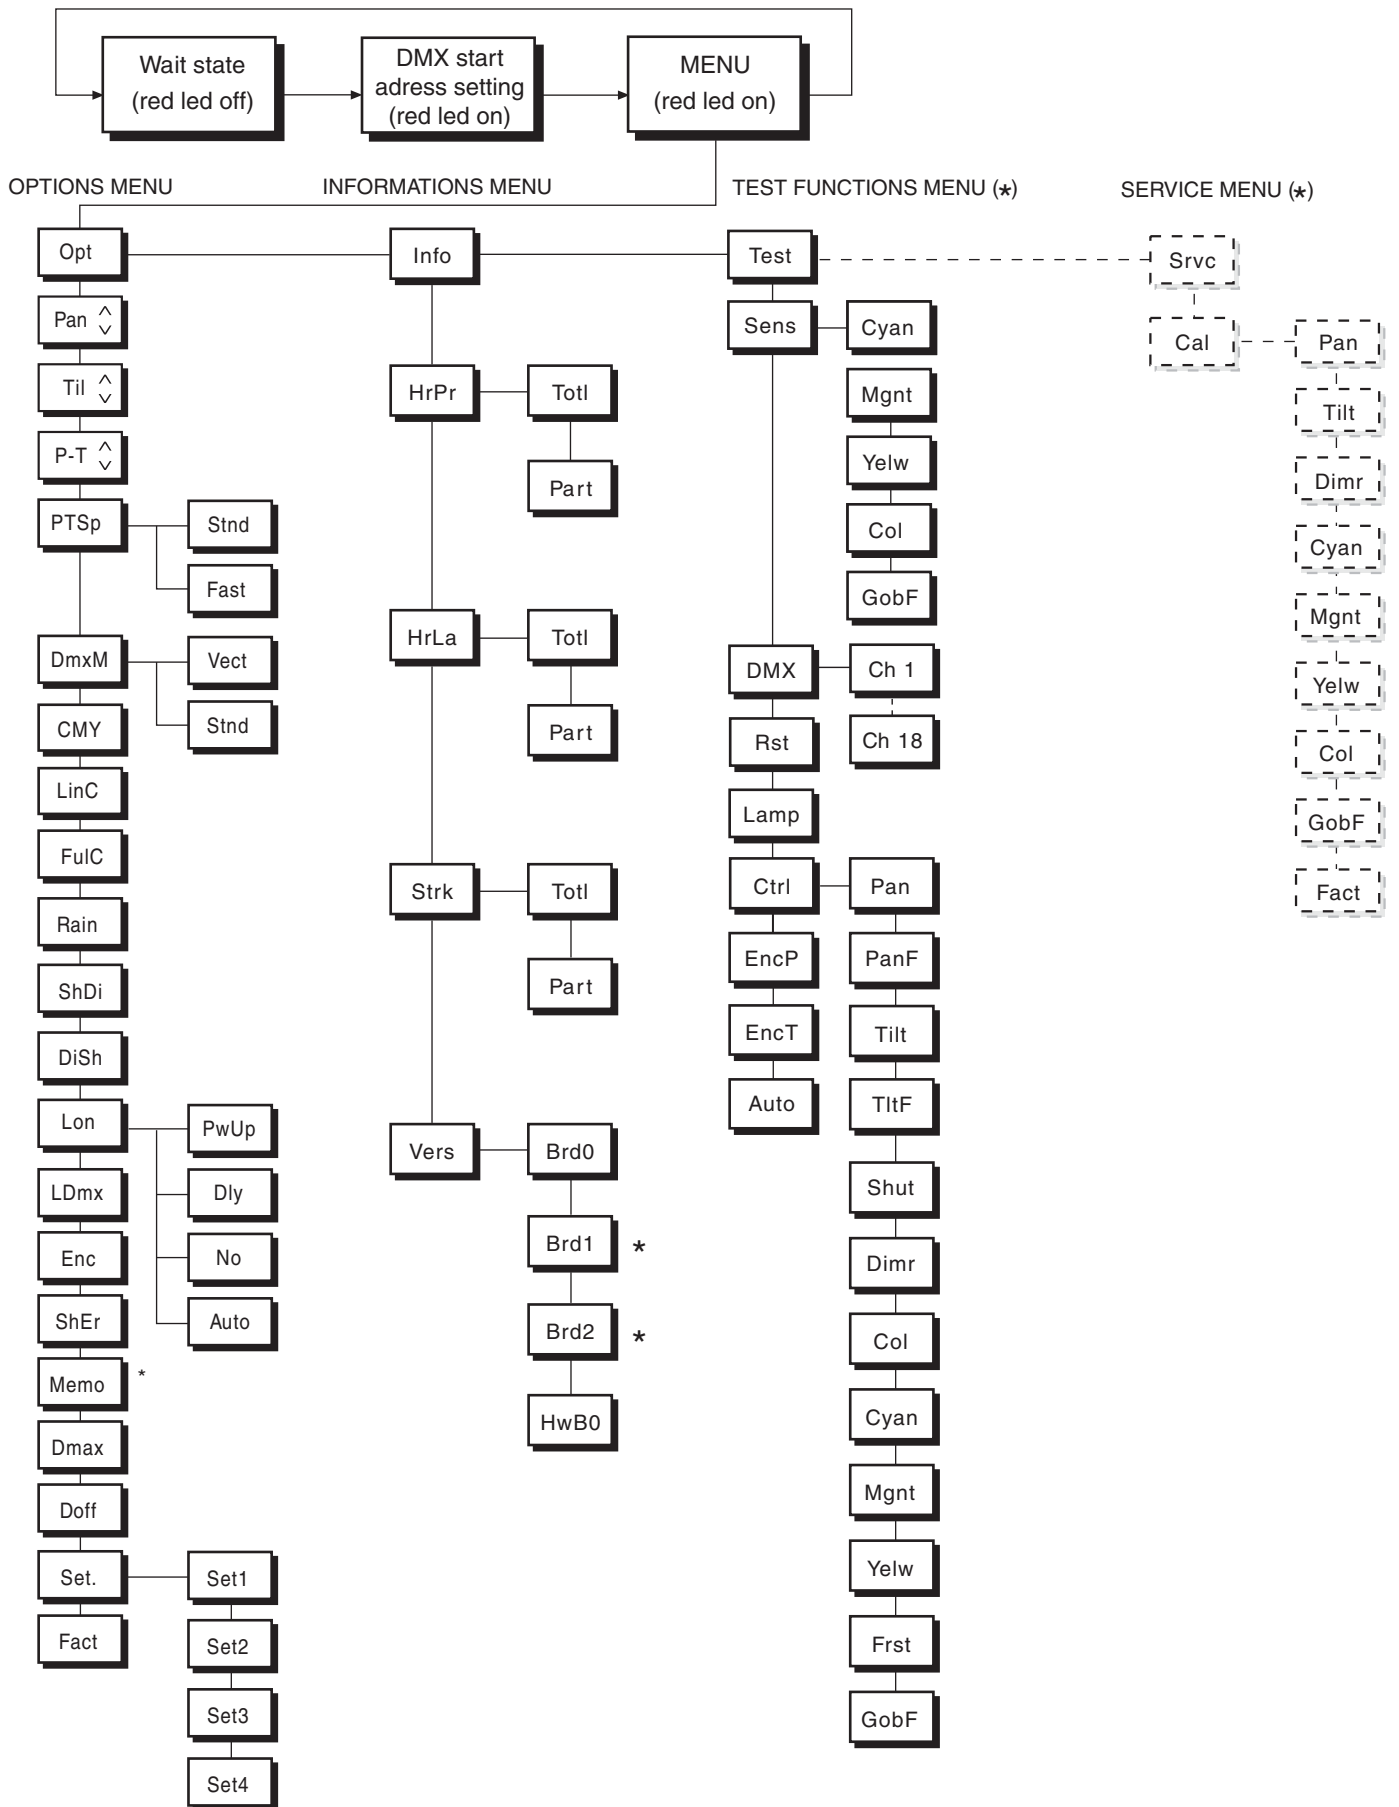 Wait state
(red led off)
DMX start
adress setting
(red led on)
MENU
(red led on)
OPTIONS MENU
Opt
Pan
Til
P-T
PTSp
Stnd
Fast
DmxM
Vect
Stnd
CMY
LinC
FulC
Rain
ShDi
DiSh
Lon
PwUp
Dly
No
Auto
LDmx
Enc
ShEr
Memo *
Dmax
Doff
Set.
Set1
Set2
Set3
Set4
Fact
INFORMATIONS MENU
Info
HrPr
Totl
Part
HrLa
Totl
Part
Strk
Totl
Part
Vers
Brd0
Brd1 *
Brd2 *
HwB0
TEST FUNCTIONS MENU (*)
Test
Sens
Cyan
Mgnt
Yelw
Col
GobF
DMX
Ch 1
Ch 18
Rst
Lamp
Ctrl
Pan
PanF
Tilt
TltF
Shut
Dimr
Col
Cyan
Mgnt
Yelw
Frst
GobF
EncP
EncT
Auto
SERVICE MENU (*)
Srvc
Cal
Pan
Tilt
Dimr
Cyan
Mgnt
Yelw
Col
GobF
Fact